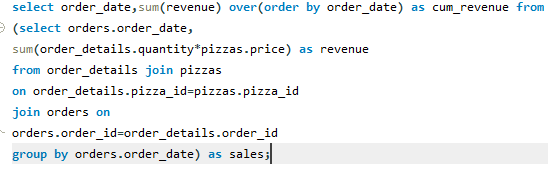 select order_date,sum(revenue) over(order by order_date) as cum_revenue from
(select orders.order_date,
sum(order_details.quantity*pizzas.price) as revenue
from order_details join pizzas
on order_details.pizza_id=pizzas.pizza_id
join orders on
orders.order_id=order_details.order_id
group by orders.order_date) as sales;